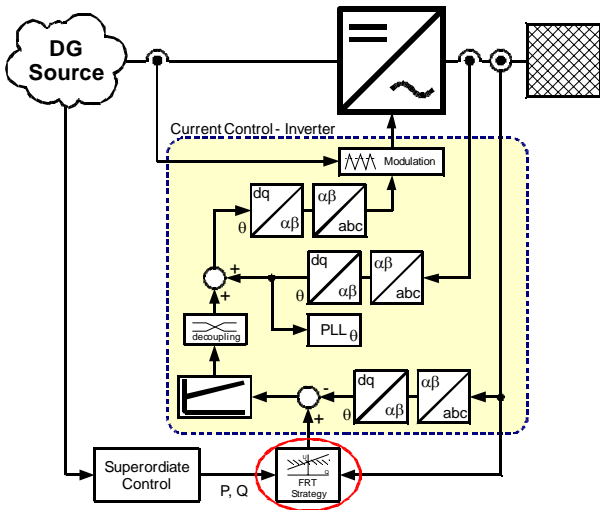 DG
Source
Current Control - Inverter
Modulation
dq
αβ
θ
αβ
abc
+
+
dq
αβ
θ
αβ
abc
decoupling
PLL θ
-
+
dq
αβ
θ
αβ
abc
Superordiate
Control
P, Q
FRT
Strategy